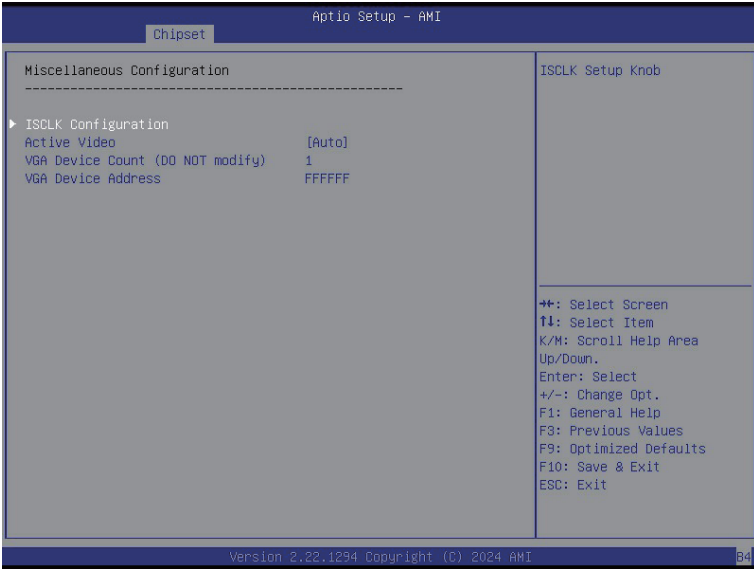 Aptio Setup – AMI
Chipset
Miscellaneous Configuration
--------------------------------------------------
ISCLK Configuration
Active Video [Auto]
VGA Device Count (DO NOT modify) 1
VGA Device Address FFFFFF
ISCLK Setup Knob
→←: Select Screen
↑↓: Select Item
K/M: Scroll Help Area
Up/Down.
Enter: Select
+/-: Change Opt.
F1: General Help
F3: Previous Values
F9: Optimized Defaults
F10: Save & Exit
ESC: Exit
Version 2.22.1294 Copyright (C) 2024 AMI
B4